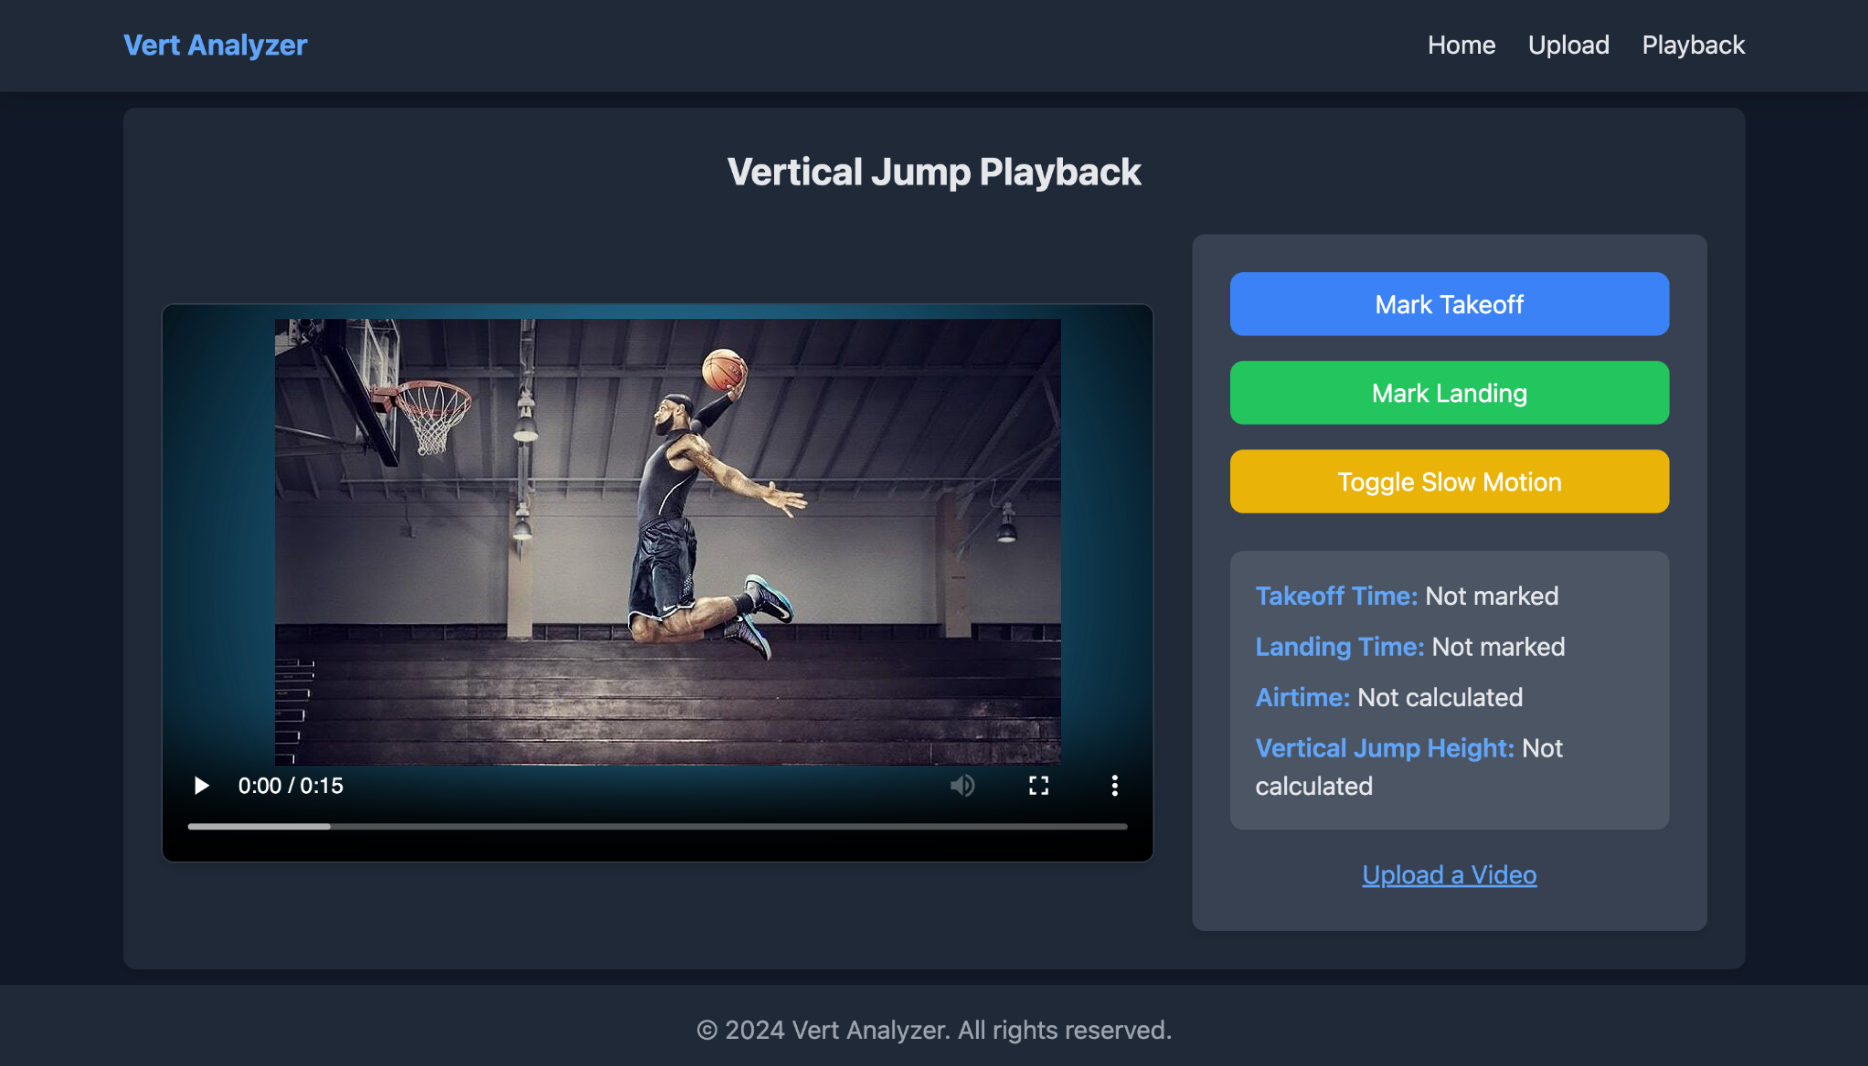 Vert Analyzer
Home Upload Playback
Vertical Jump Playback
Mark Takeoff
Mark Landing
Toggle Slow Motion
Takeoff Time: Not marked
Landing Time: Not marked
Airtime: Not calculated
Vertical Jump Height: Not
calculated
0:00 / 0:15
Upload a Video
© 2024 Vert Analyzer. All rights reserved.